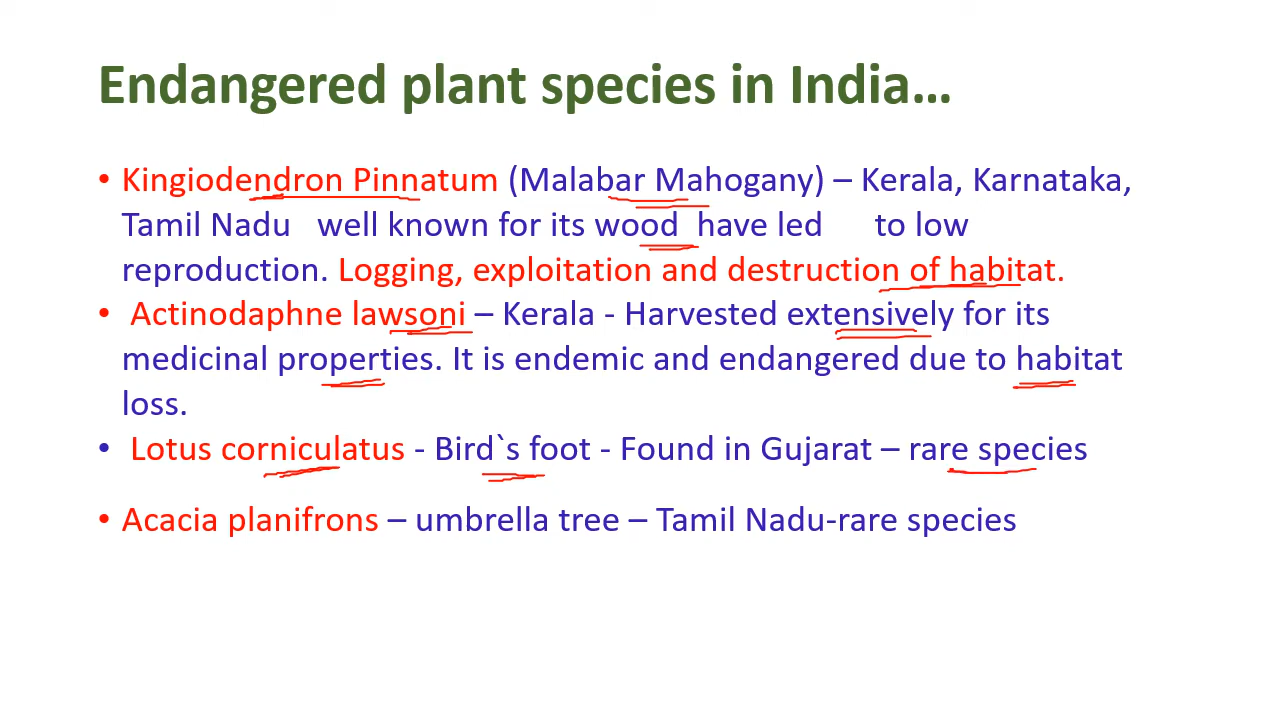 Endangered plant species in India…
• Kingiodendron Pinnatum (Malabar Mahogany) – Kerala, Karnataka,
Tamil Nadu well known for its wood have led to low
reproduction. Logging, exploitation and destruction of habitat.
• Actinodaphne lawsoni – Kerala - Harvested extensively for its
medicinal properties. It is endemic and endangered due to habitat
loss.
• Lotus corniculatus - Bird`s foot - Found in Gujarat – rare species
• Acacia planifrons – umbrella tree – Tamil Nadu-rare species